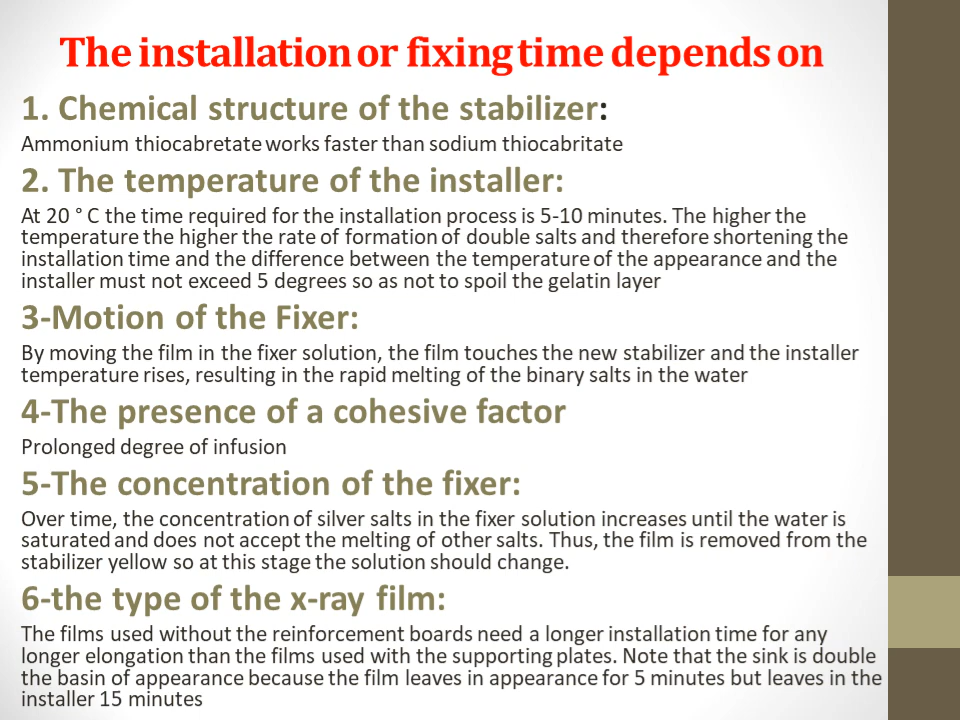 The installation or fixing time depends on
1. Chemical structure of the stabilizer:
Ammonium thiocabretate works faster than sodium thiocabritate
2. The temperature of the installer:
At 20 ° C the time required for the installation process is 5-10 minutes. The higher the
temperature the higher the rate of formation of double salts and therefore shortening the
installation time and the difference between the temperature of the appearance and the
installer must not exceed 5 degrees so as not to spoil the gelatin layer
3-Motion of the Fixer:
By moving the film in the fixer solution, the film touches the new stabilizer and the installer
temperature rises, resulting in the rapid melting of the binary salts in the water
4-The presence of a cohesive factor
Prolonged degree of infusion
5-The concentration of the fixer:
Over time, the concentration of silver salts in the fixer solution increases until the water is
saturated and does not accept the melting of other salts. Thus, the film is removed from the
stabilizer yellow so at this stage the solution should change.
6-the type of the x-ray film:
The films used without the reinforcement boards need a longer installation time for any
longer elongation than the films used with the supporting plates. Note that the sink is double
the basin of appearance because the film leaves in appearance for 5 minutes but leaves in the
installer 15 minutes